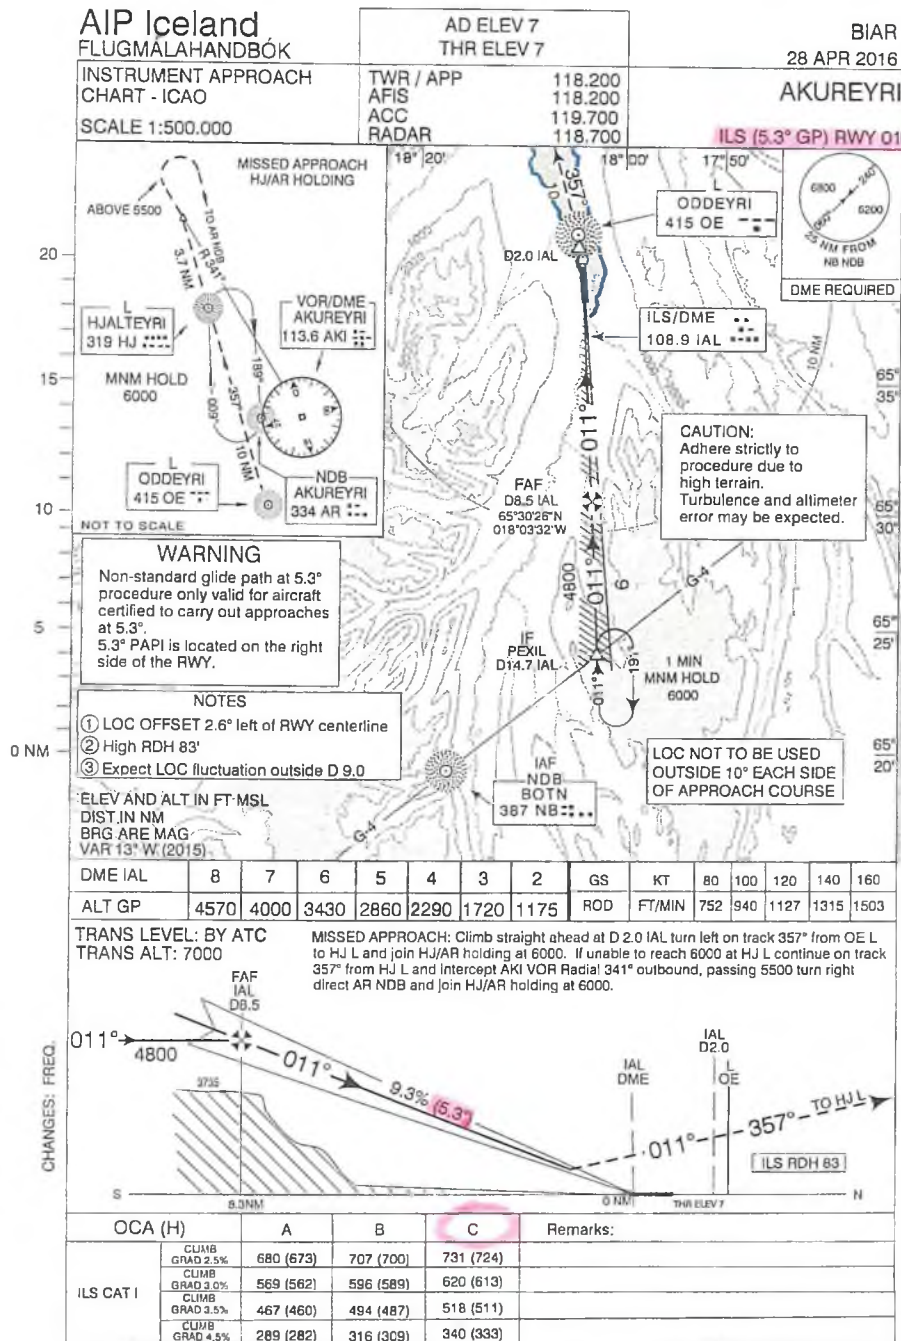 AIP Iceland
FLUGMÁLAHANDBÓK
AD ELEV 7
THR ELEV 7
BIAR
28 APR 2016
INSTRUMENT APPROACH
CHART - ICAO
SCALE 1:500.000
TWR / APP 118.200
AFIS 118.200
ACC 119.700
RADAR 118.700
AKUREYRI
ILS (5.3° GP) RWY 01
MISSED APPROACH
HJ/AR HOLDING
ABOVE 5500
TO AR NDB
R 341°
3.7 NM
L
HJALTEYRI
319 HJ
VOR/DME
AKUREYRI
113.6 AKI
MNM HOLD
6000
189°
009°
357°
10 NM
L
ODDEYRI
415 OE
NDB
AKUREYRI
334 AR
NOT TO SCALE
18° 20'
18° 00'
17° 50'
10
357°
L
ODDEYRI
415 OE
D2.0 IAL
6800
240°
060°
6200
25 NM FROM
NB NDB
DME REQUIRED
ILS/DME
108.9 IAL
10 NM
65°
35'
011°
CAUTION:
Adhere strictly to
procedure due to
high terrain.
Turbulence and altimeter
error may be expected.
FAF
D8.5 IAL
65°30'26"N
018°03'32"W
65°
30'
G-4
4800
011°
6
65°
25'
IF
PEXIL
D14.7 IAL
011°
191°
1 MIN
MNM HOLD
6000
LOC NOT TO BE USED
OUTSIDE 10° EACH SIDE
OF APPROACH COURSE
65°
20'
IAF
NDB
BOTN
387 NB
G-4
20
15
10
5
0 NM
WARNING
Non-standard glide path at 5.3°
procedure only valid for aircraft
certified to carry out approaches
at 5.3°.
5.3° PAPI is located on the right
side of the RWY.
NOTES
① LOC OFFSET 2.6° left of RWY centerline
② High RDH 83'
③ Expect LOC fluctuation outside D 9.0
ELEV AND ALT IN FT-MSL
DIST.IN NM
BRG ARE MAG
VAR 13° W (2015)
DME IAL 8 7 6 5 4 3 2 GS KT 80 100 120 140 160
ALT GP 4570 4000 3430 2860 2290 1720 1175 ROD FT/MIN 752 940 1127 1315 1503
TRANS LEVEL: BY ATC
TRANS ALT: 7000
MISSED APPROACH: Climb straight ahead at D 2.0 IAL turn left on track 357° from OE L
to HJ L and join HJ/AR holding at 6000. If unable to reach 6000 at HJ L continue on track
357° from HJ L and intercept AKI VOR Radial 341° outbound, passing 5500 turn right
direct AR NDB and join HJ/AR holding at 6000.
FAF
IAL
D8.5
011°
4800
011°
9.3% (5.3°)
3735
IAL
DME
IAL
D2.0
L
OE
011°
357°
TO HJ L
ILS RDH 83
S
8.3NM
0 NM
THR ELEV 7
N
CHANGES: FREQ.
OCA (H) A B C Remarks:
ILS CAT I
CLIMB
GRAD 2.5% 680 (673) 707 (700) 731 (724)
CLIMB
GRAD 3.0% 569 (562) 596 (589) 620 (613)
CLIMB
GRAD 3.5% 467 (460) 494 (487) 518 (511)
CLIMB
GRAD 4.5% 289 (282) 316 (309) 340 (333)